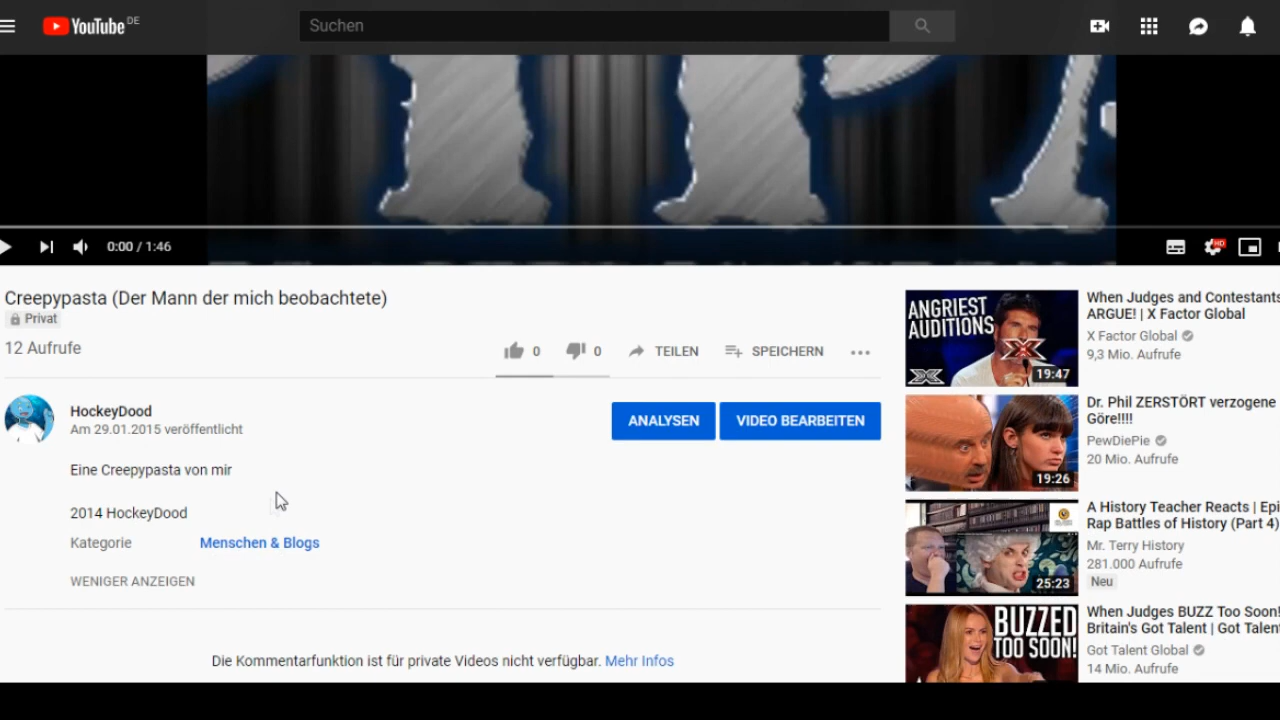 YouTube DE
Suchen
0:00 / 1:46
HD
Creepypasta (Der Mann der mich beobachtete)
Privat
12 Aufrufe
0
0
TEILEN
SPEICHERN
HockeyDood
Am 29.01.2015 veröffentlicht
ANALYSEN
VIDEO BEARBEITEN
Eine Creepypasta von mir
2014 HockeyDood
Kategorie
Menschen & Blogs
WENIGER ANZEIGEN
Die Kommentarfunktion ist für private Videos nicht verfügbar. Mehr Infos
ANGRIEST
AUDITIONS
X
19:47
When Judges and Contestants
ARGUE! | X Factor Global
X Factor Global
9,3 Mio. Aufrufe
19:26
Dr. Phil ZERSTÖRT verzogene
Göre!!!!
PewDiePie
20 Mio. Aufrufe
25:23
A History Teacher Reacts | Epi
Rap Battles of History (Part 4)
Mr. Terry History
281.000 Aufrufe
Neu
BUZZED
TOO SOON!
When Judges BUZZ Too Soon!
Britain's Got Talent | Got Talen
Got Talent Global
14 Mio. Aufrufe